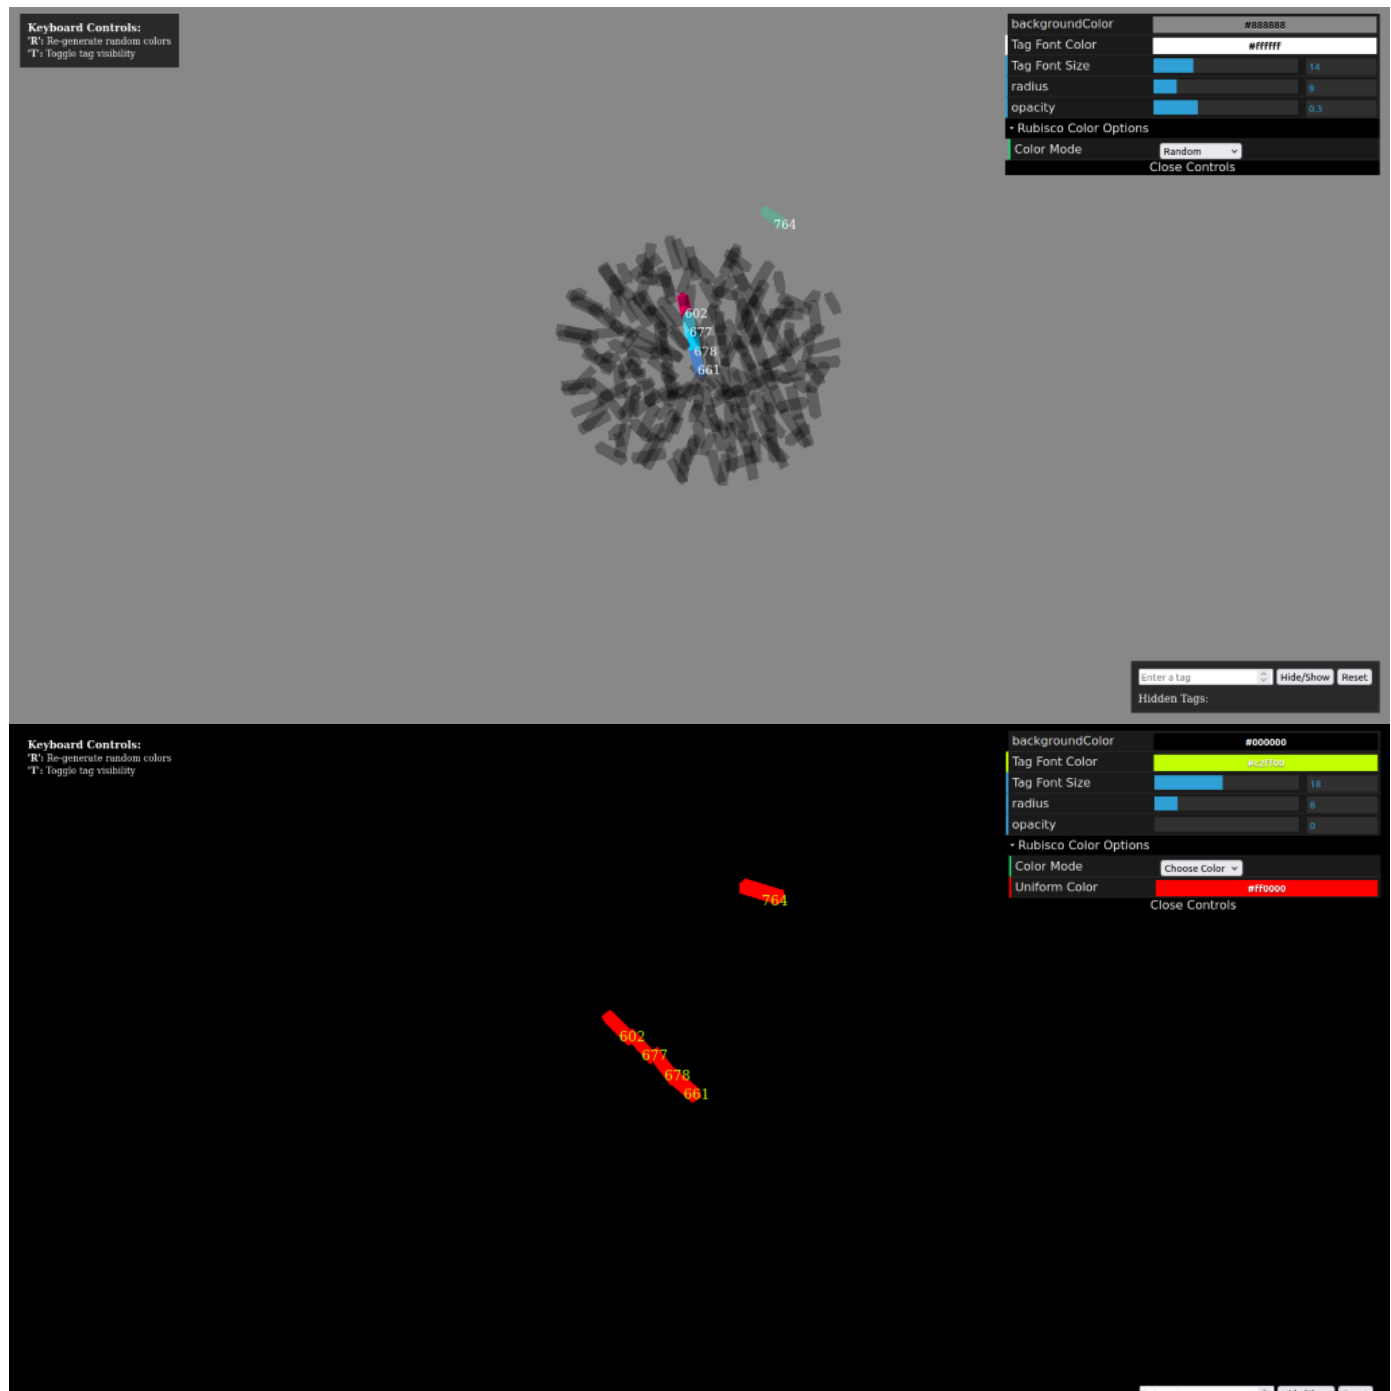 Keyboard Controls:
'R': Re-generate random colors
'T': Toggle tag visibility
backgroundColor #888888
Tag Font Color #ffffff
Tag Font Size 14
radius 8
opacity 0.3
Rubisco Color Options
Color Mode Random
Close Controls
764
602
677
678
661
Enter a tag Hide/Show Reset
Hidden Tags:
Keyboard Controls:
'R': Re-generate random colors
'T': Toggle tag visibility
backgroundColor #000000
Tag Font Color #c2ff00
Tag Font Size 18
radius 8
opacity 0
Rubisco Color Options
Color Mode Choose Color
Uniform Color #ff0000
Close Controls
764
602
677
678
661